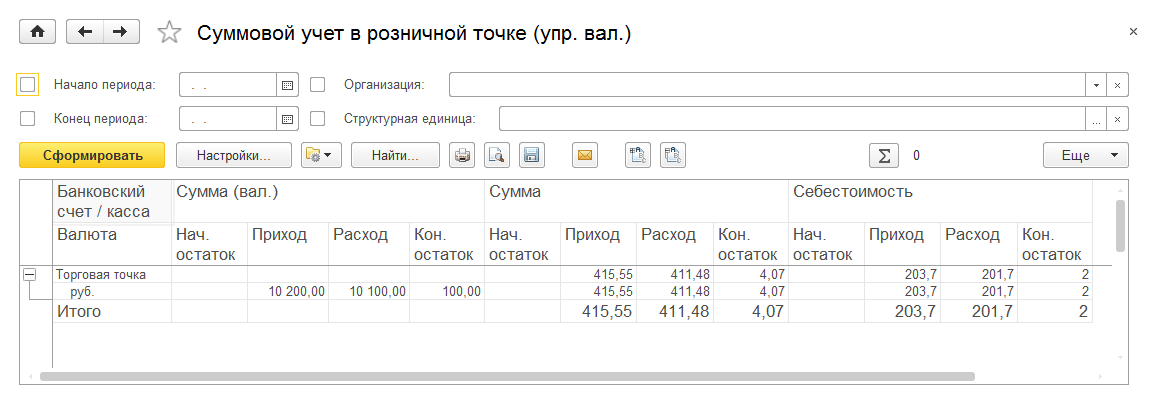 Суммовой учет в розничной точке (упр. вал.)
Начало периода: . . Организация:
Конец периода: . . Структурная единица: ...
Сформировать Настройки... Найти... Σ 0 Еще
Банковский счет / касса Сумма (вал.) Сумма Себестоимость
Валюта Нач. остаток Приход Расход Кон. остаток Нач. остаток Приход Расход Кон. остаток Нач. остаток Приход Расход Кон. остаток
Торговая точка 415,55 411,48 4,07 203,7 201,7 2
руб. 10 200,00 10 100,00 100,00 415,55 411,48 4,07 203,7 201,7 2
Итого 415,55 411,48 4,07 203,7 201,7 2